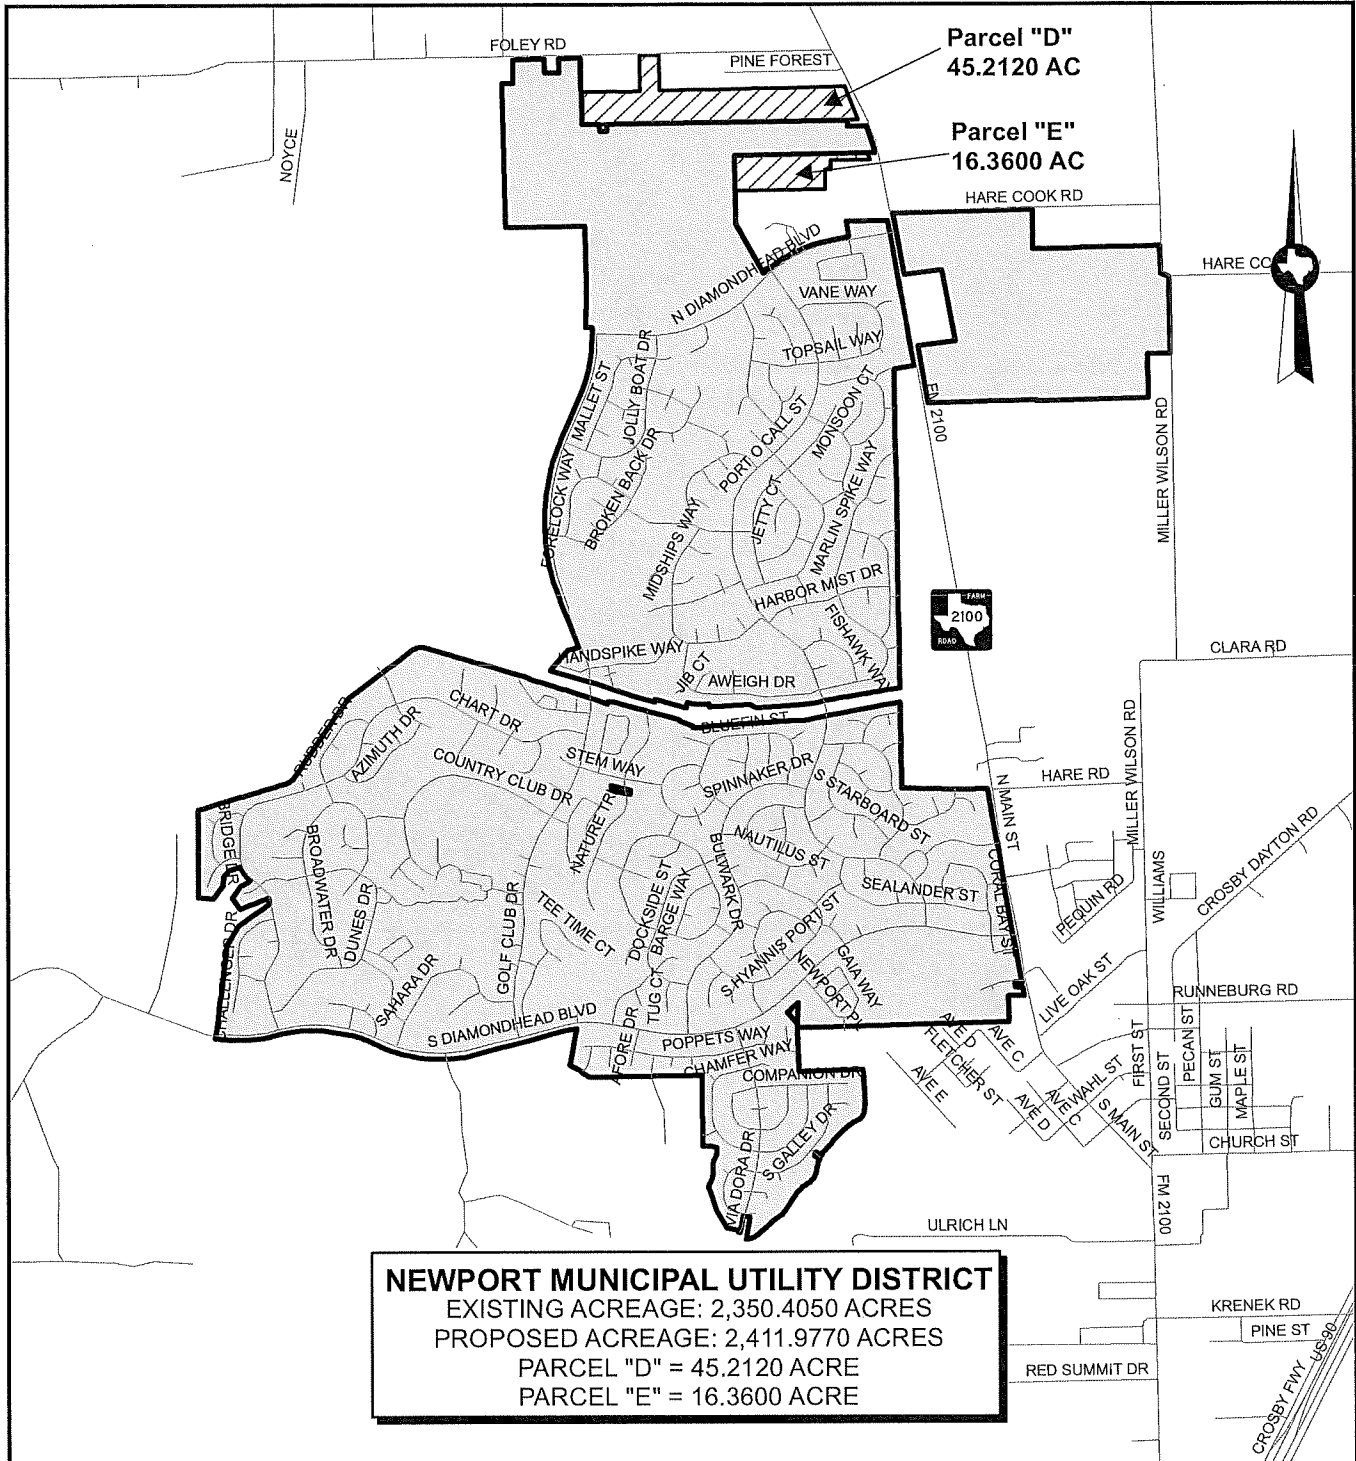 FOLEY RD
PINE FOREST
Parcel "D"
45.2120 AC
Parcel "E"
16.3600 AC
NOYCE
HARE COOK RD
HARE CO
N DIAMONDHEAD BLVD
VANE WAY
TOPSAIL WAY
MALLET ST
JOLLY BOAT DR
FM 2100
MONSOON CT
PORT O CALL ST
BROKEN BACK DR
FORELOCK WAY
MARLIN SPIKE WAY
JETTY CT
MIDSHIPS WAY
MILLER WILSON RD
HARBOR MIST DR
FARM
2100
ROAD
FISHAWK WAY
HANDSPIKE WAY
JIB CT
AWEIGH DR
CLARA RD
BLUEFIN ST
CHART DR
RUDDER DR
AZIMUTH DR
STEM WAY
COUNTRY CLUB DR
SPINNAKER DR
S STARBOARD ST
N MAIN ST
HARE RD
MILLER WILSON RD
BRIDGE DR
BROADWATER DR
NATURE TR
NAUTILUS ST
BULWARK DR
CROSBY DAYTON RD
WILLIAMS
SEALANDER ST
CORAL BAY ST
PEQUIN RD
DUNES DR
GOLF CLUB DR
TEE TIME CT
DOCKSIDE ST
BARGE WAY
S HYANNIS PORT ST
GAIA WAY
NEWPORT PL
CHALLENGER DR
SAHARA DR
TUG CT
LIVE OAK ST
RUNNEBURG RD
S DIAMONDHEAD BLVD
POPPETS WAY
CHAMFER WAY
AFORE DR
COMPANION DR
AVE D
AVE C
FLETCHER ST
AVE E
AVE D
AVE C
WAHL ST
S MAIN ST
FIRST ST
SECOND ST
PECAN ST
GUM ST
MAPLE ST
CHURCH ST
VIA DORA DR
S GALLEY DR
FM 2100
ULRICH LN
NEWPORT MUNICIPAL UTILITY DISTRICT
EXISTING ACREAGE: 2,350.4050 ACRES
PROPOSED ACREAGE: 2,411.9770 ACRES
PARCEL "D" = 45.2120 ACRE
PARCEL "E" = 16.3600 ACRE
KRENEK RD
PINE ST
RED SUMMIT DR
CROSBY FWY
US 90